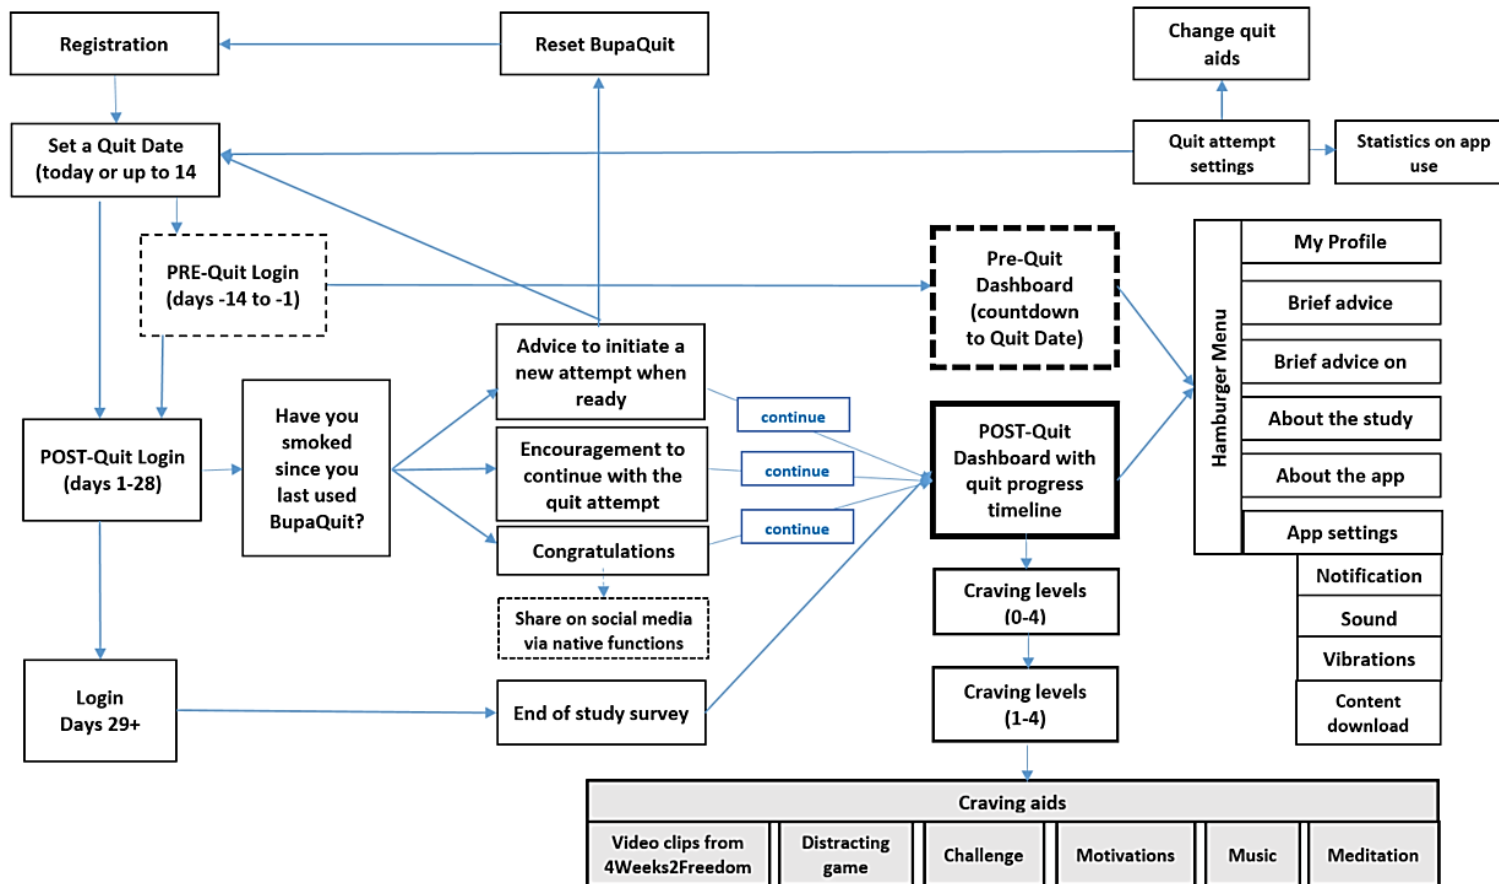 Registration
Reset BupaQuit
Change quit
aids
Set a Quit Date
(today or up to 14
Quit attempt
settings
Statistics on app
use
PRE-Quit Login
(days -14 to -1)
Pre-Quit
Dashboard
(countdown
to Quit Date)
Hamburger Menu
My Profile
Brief advice
Brief advice on
About the study
About the app
App settings
Notification
Sound
Vibrations
Content
download
POST-Quit Login
(days 1-28)
Have you
smoked
since you
last used
BupaQuit?
Advice to initiate a
new attempt when
ready
continue
Encouragement to
continue with the
quit attempt
continue
Congratulations
continue
Share on social media
via native functions
POST-Quit
Dashboard with
quit progress
timeline
Craving levels
(0-4)
Craving levels
(1-4)
Login
Days 29+
End of study survey
Craving aids
Video clips from
4Weeks2Freedom
Distracting
game
Challenge
Motivations
Music
Meditation